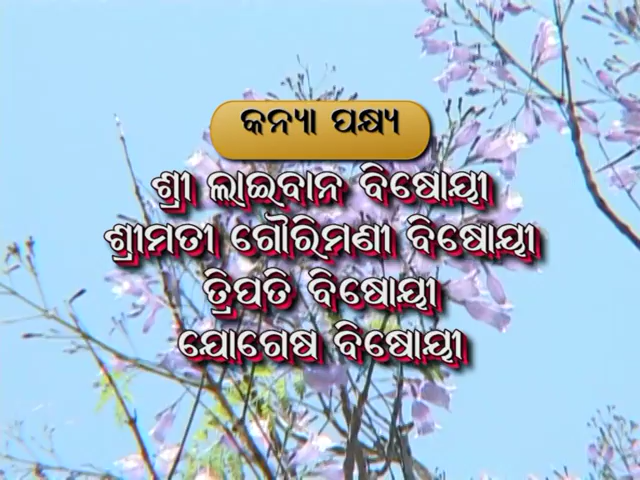 କନ୍ୟା ପକ୍ଷ୍ୟ
ଶ୍ରୀ ଲାଇବାନ ବିଷୋୟୀ
ଶ୍ରୀମତୀ ଗୌରିମଣୀ ବିଷୋୟୀ
ତ୍ରିପତି ବିଷୋୟୀ
ଯୋଗେଷ ବିଷୋୟୀ